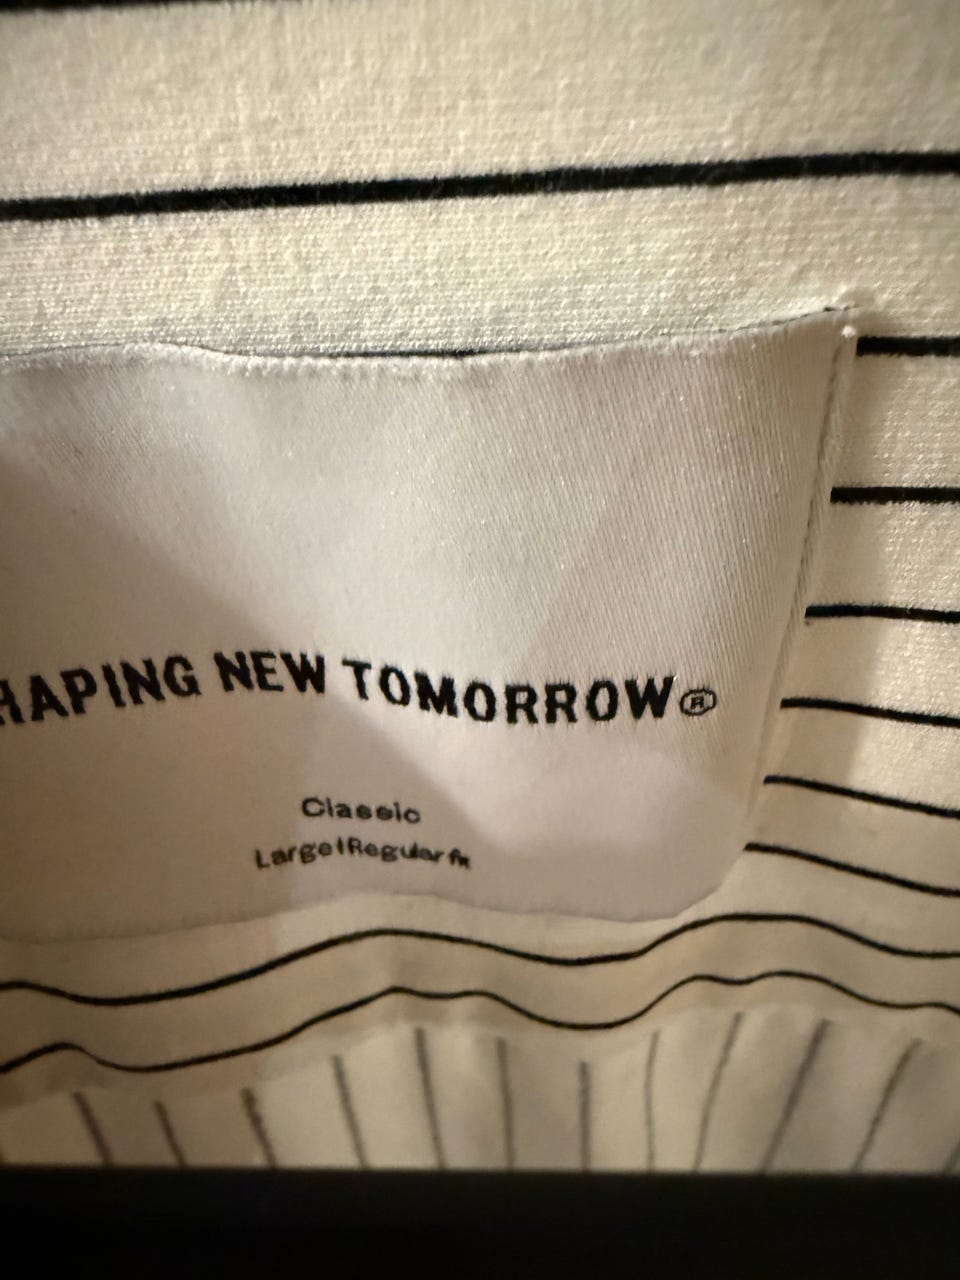 HAPING NEW TOMORROW®
Classic
Large|Regular fit